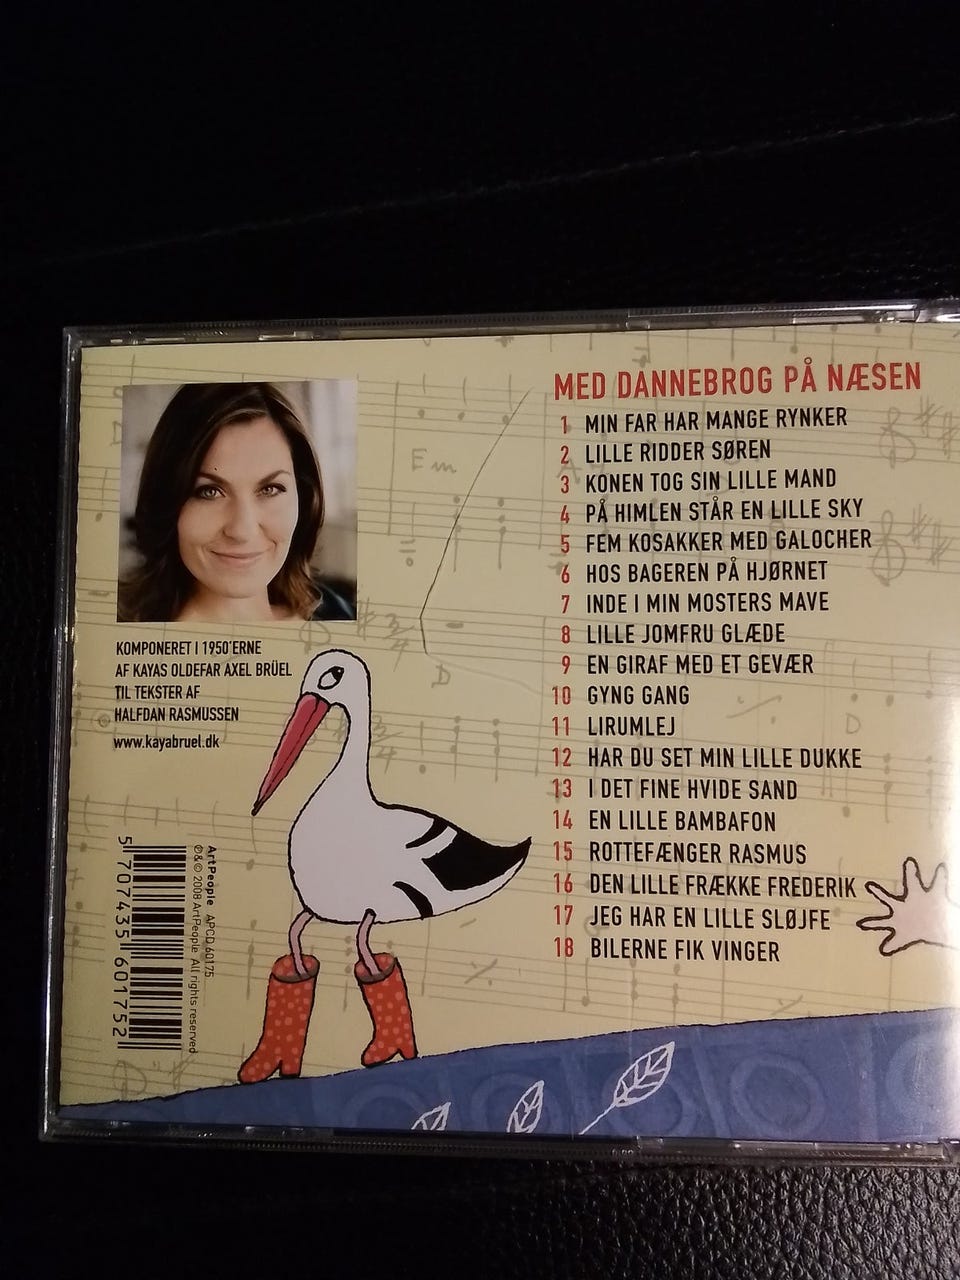 MED DANNEBROG PÅ NÆSEN
1 MIN FAR HAR MANGE RYNKER
2 LILLE RIDDER SØREN
3 KONEN TOG SIN LILLE MAND
4 PÅ HIMLEN STÅR EN LILLE SKY
5 FEM KOSAKKER MED GALOCHER
6 HOS BAGEREN PÅ HJØRNET
7 INDE I MIN MOSTERS MAVE
8 LILLE JOMFRU GLÆDE
9 EN GIRAF MED ET GEVÆR
10 GYNG GANG
11 LIRUMLEJ
12 HAR DU SET MIN LILLE DUKKE
13 I DET FINE HVIDE SAND
14 EN LILLE BAMBAFON
15 ROTTEFÆNGER RASMUS
16 DEN LILLE FRÆKKE FREDERIK
17 JEG HAR EN LILLE SLØJFE
18 BILERNE FIK VINGER
KOMPONERET I 1950'ERNE
AF KAYAS OLDEFAR AXEL BRÜEL
TIL TEKSTER AF
HALFDAN RASMUSSEN
www.kayabruel.dk
ArtPeople APCD 60175
℗ & © 2008 ArtPeople All rights reserved
5 707435 601752
Em
D
D